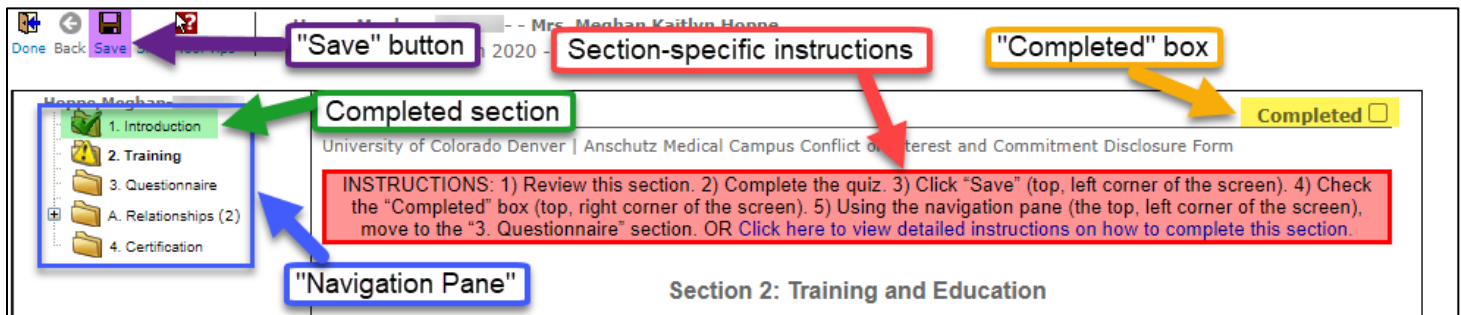 - - Mrs. Meghan Kaitlyn Hoppe
Done Back Save
"Save" button
2020 -
Section-specific instructions
"Completed" box
Hoppe Meghan-
1. Introduction
2. Training
3. Questionnaire
A. Relationships (2)
4. Certification
Completed section
Completed
University of Colorado Denver | Anschutz Medical Campus Conflict of Interest and Commitment Disclosure Form
INSTRUCTIONS: 1) Review this section. 2) Complete the quiz. 3) Click “Save” (top, left corner of the screen). 4) Check
the “Completed” box (top, right corner of the screen). 5) Using the navigation pane (the top, left corner of the screen),
move to the “3. Questionnaire” section. OR Click here to view detailed instructions on how to complete this section.
"Navigation Pane"
Section 2: Training and Education